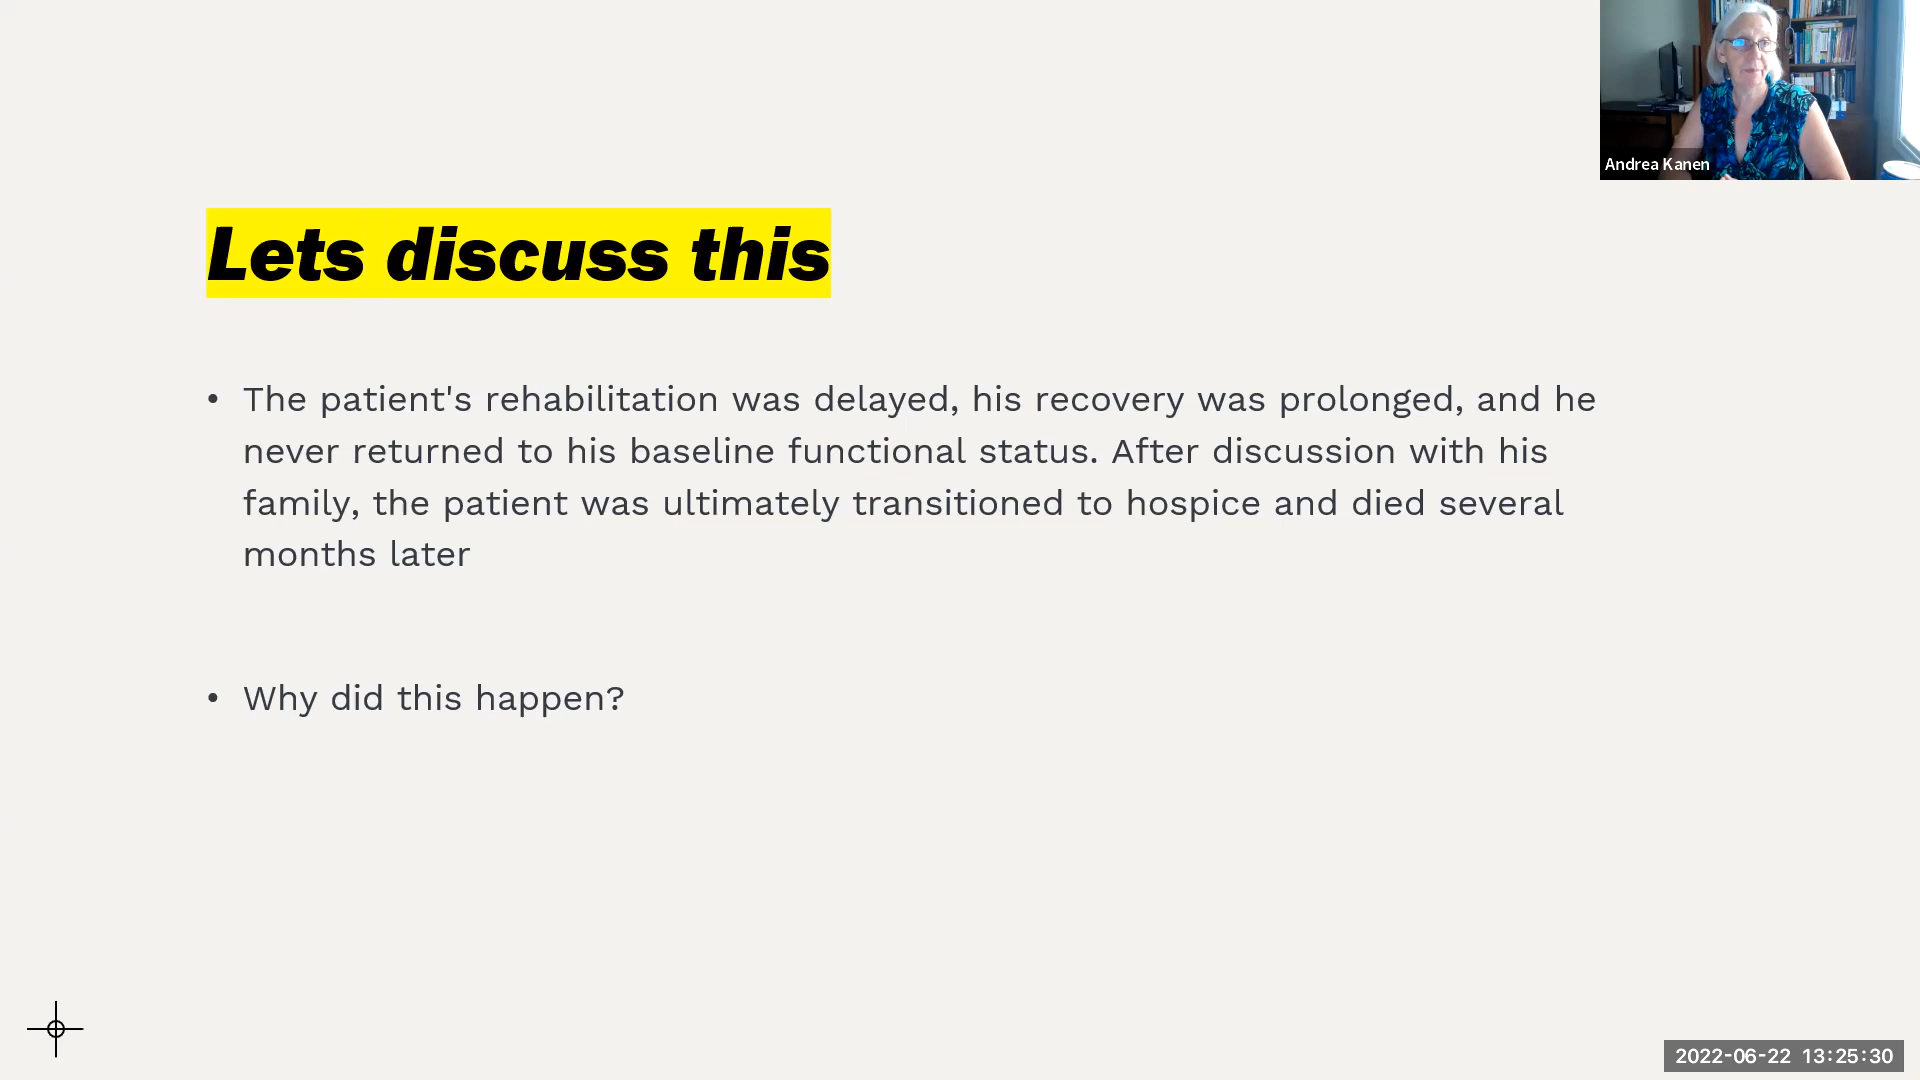 Andrea Kanen
Lets discuss this
• The patient's rehabilitation was delayed, his recovery was prolonged, and he
never returned to his baseline functional status. After discussion with his
family, the patient was ultimately transitioned to hospice and died several
months later
• Why did this happen?
2022-06-22 13:25:30